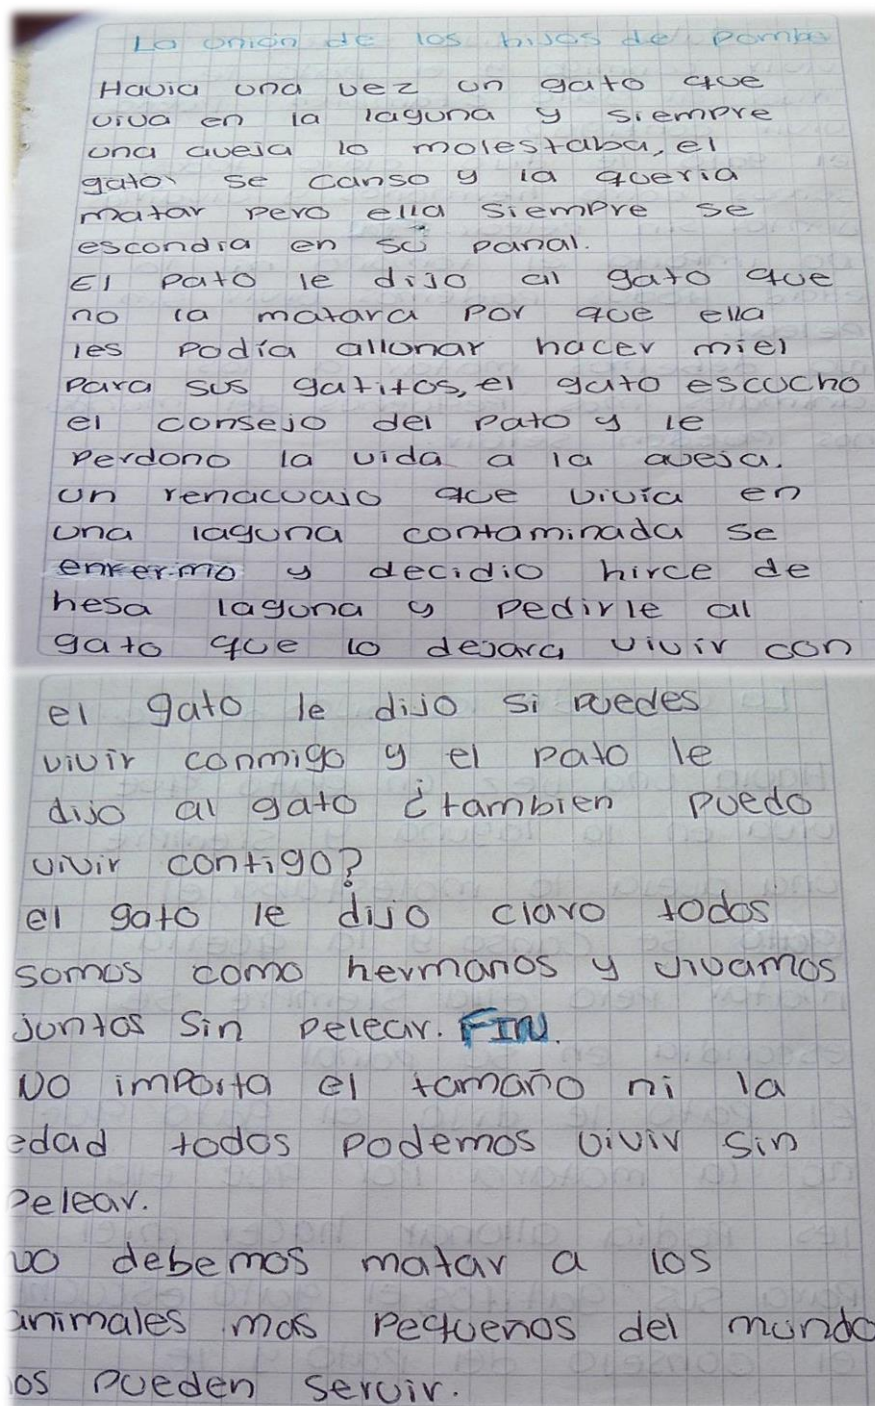 La union de los hijos de Pombo
Havia una vez un gato que
viva en la laguna y siempre
una aveja lo molestaba, el
gato se canso y la queria
matar pero ella siempre se
escondia en su panal.
El pato le dijo al gato que
no la matara por que ella
les podía allunar hacer miel
para sus gatitos, el gato escucho
el consejo del pato y le
perdono la vida a la aveja.
un renacuajo que vivía en
una laguna contaminada se
enfermo y decidio hirce de
hesa laguna y pedirle al
gato que lo dejara vivir con
el gato le dijo si puedes
vivir conmigo y el pato le
dijo al gato ¿tambien puedo
vivir contigo?
el gato le dijo claro todos
somos como hermanos y vivamos
juntos sin pelear. FIN.
No importa el tamaño ni la
edad todos podemos vivir sin
pelear.
No debemos matar a los
animales mas pequeños del mundo
nos pueden servir.